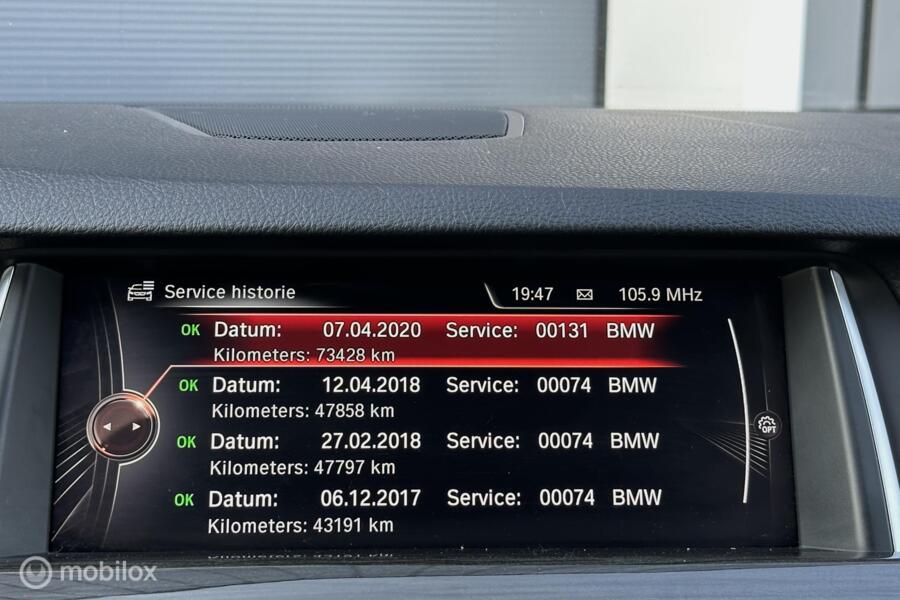 Service historie 19:47 105.9 MHz
OK Datum: 07.04.2020 Service: 00131 BMW
Kilometers: 73428 km
OK Datum: 12.04.2018 Service: 00074 BMW
Kilometers: 47858 km
OK Datum: 27.02.2018 Service: 00074 BMW
Kilometers: 47797 km
OPT
OK Datum: 06.12.2017 Service: 00074 BMW
Kilometers: 43191 km
mobilox